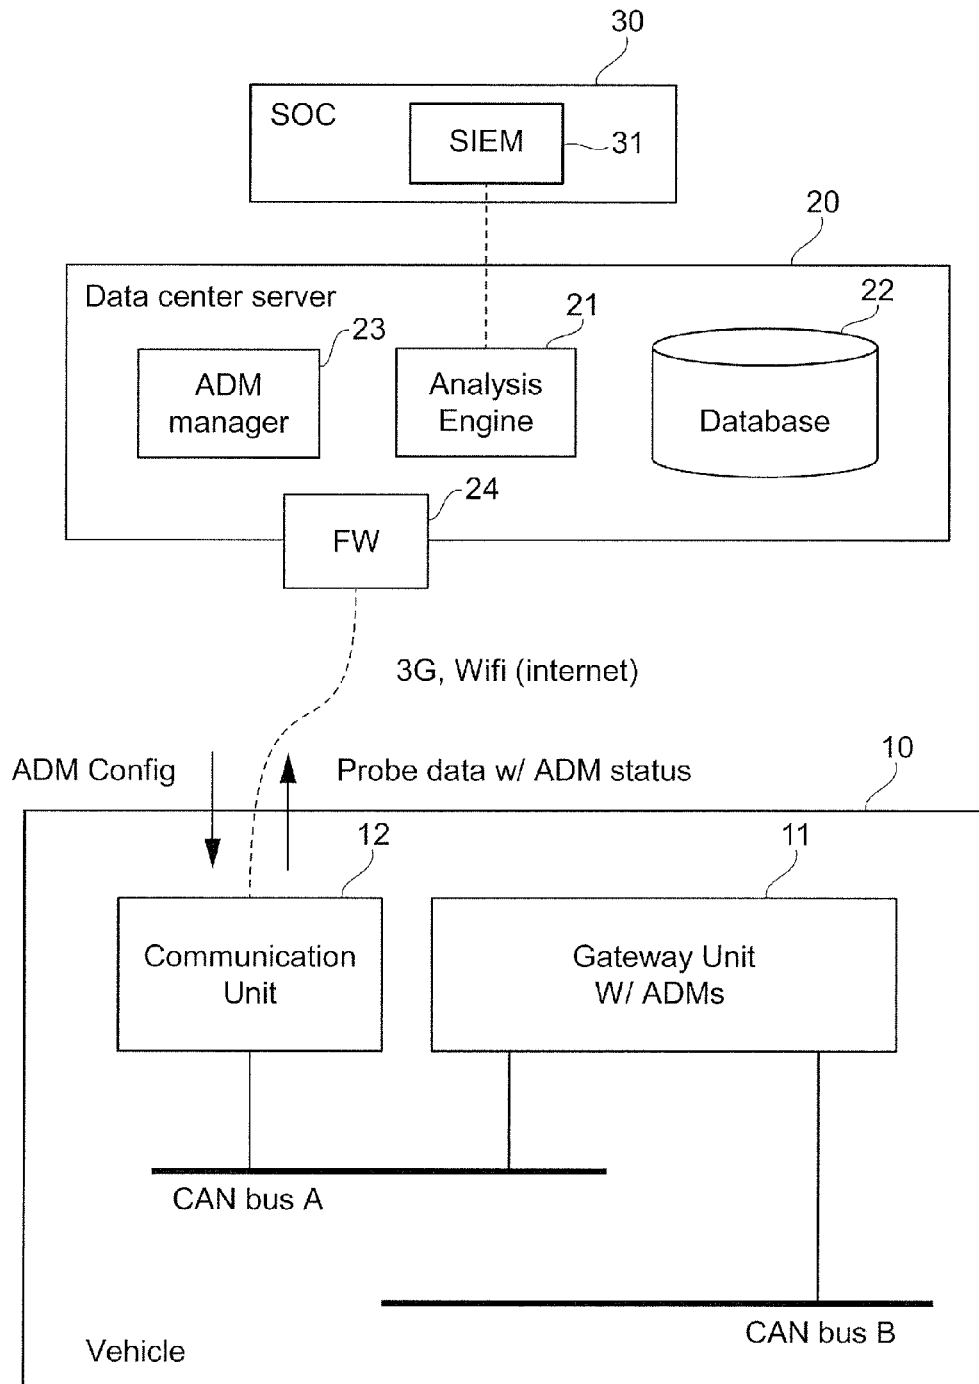 30
SOC
SIEM
31
20
Data center server
23
21
22
ADM
manager
Analysis
Engine
Database
24
FW
3G, Wifi (internet)
ADM Config
Probe data w/ ADM status
10
12
11
Communication
Unit
Gateway Unit
W/ ADMs
CAN bus A
CAN bus B
Vehicle